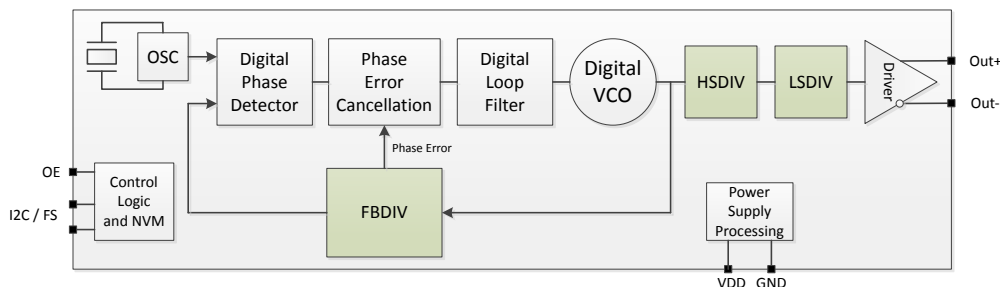 OSC
Digital
Phase
Detector
Phase
Error
Cancellation
Digital
Loop
Filter
Digital
VCO
HSDIV
LSDIV
Driver
Out+
Out-
Phase Error
FBDIV
OE
I2C / FS
Control
Logic
and NVM
Power
Supply
Processing
VDD GND